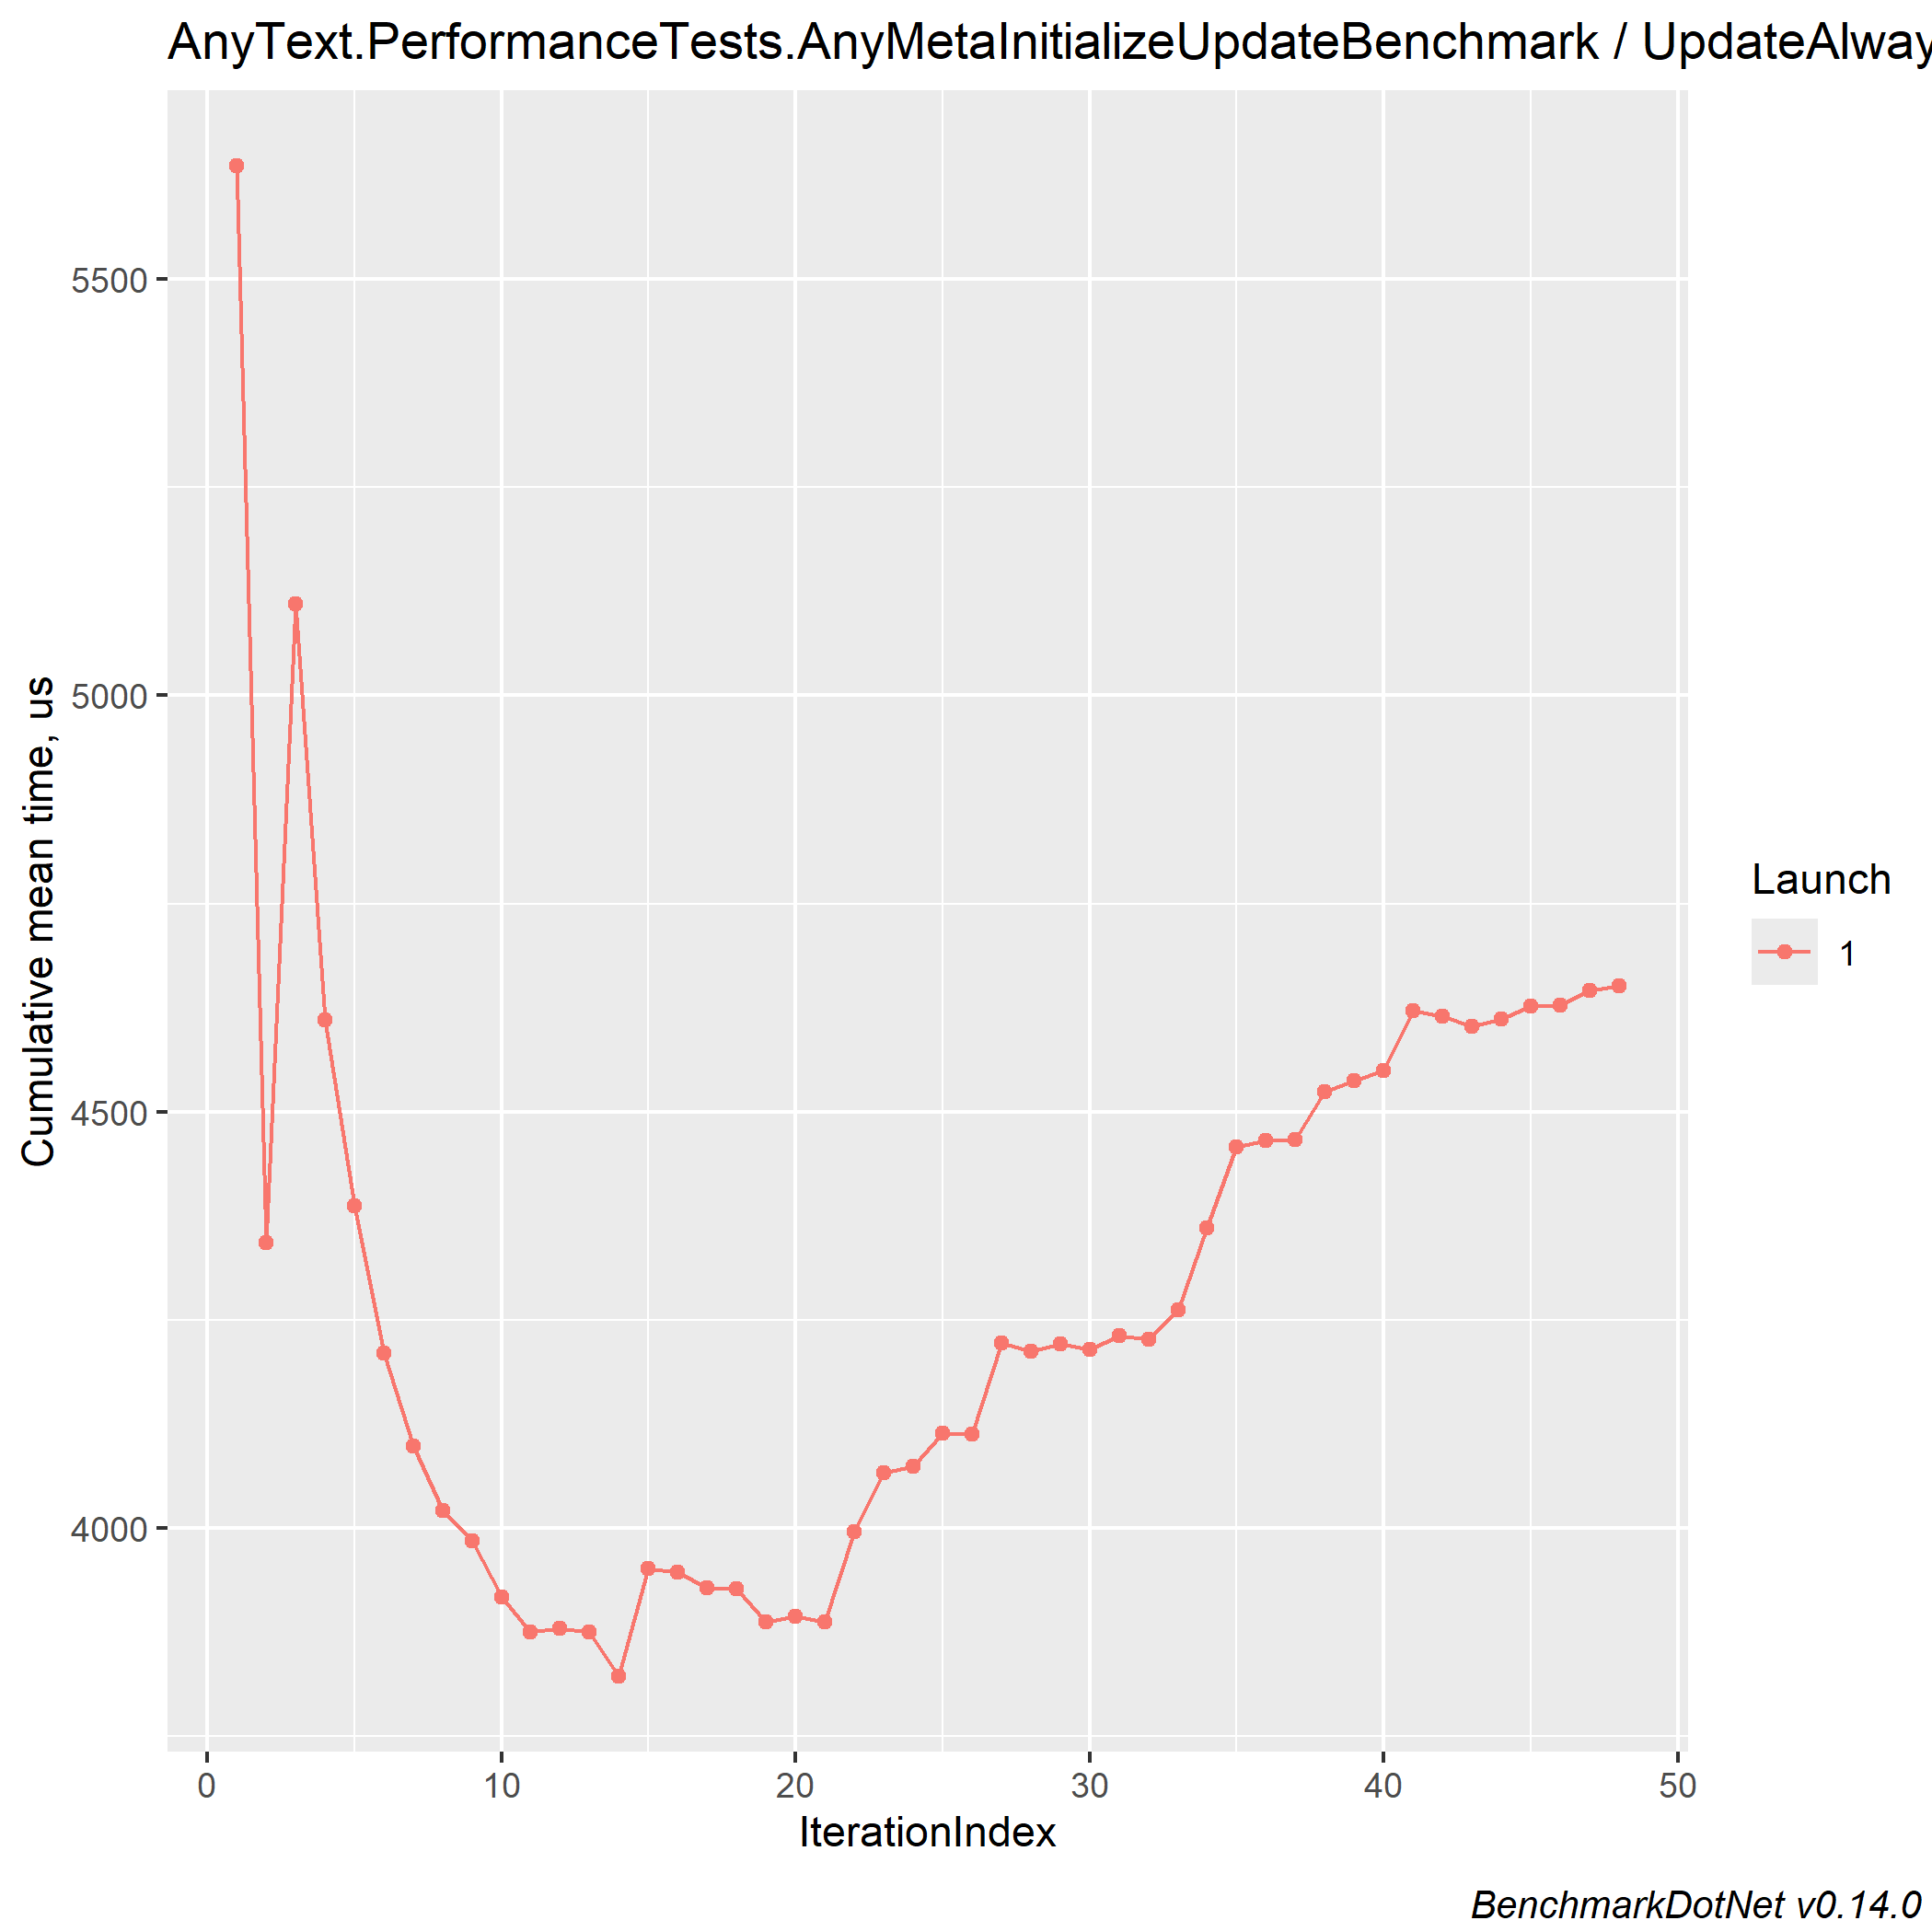 AnyText.PerformanceTests.AnyMetaInitializeUpdateBenchmark / UpdateAlway
5500
5000
4500
4000
Cumulative mean time, us
0 10 20 30 40 50
IterationIndex
Launch
1
BenchmarkDotNet v0.14.0